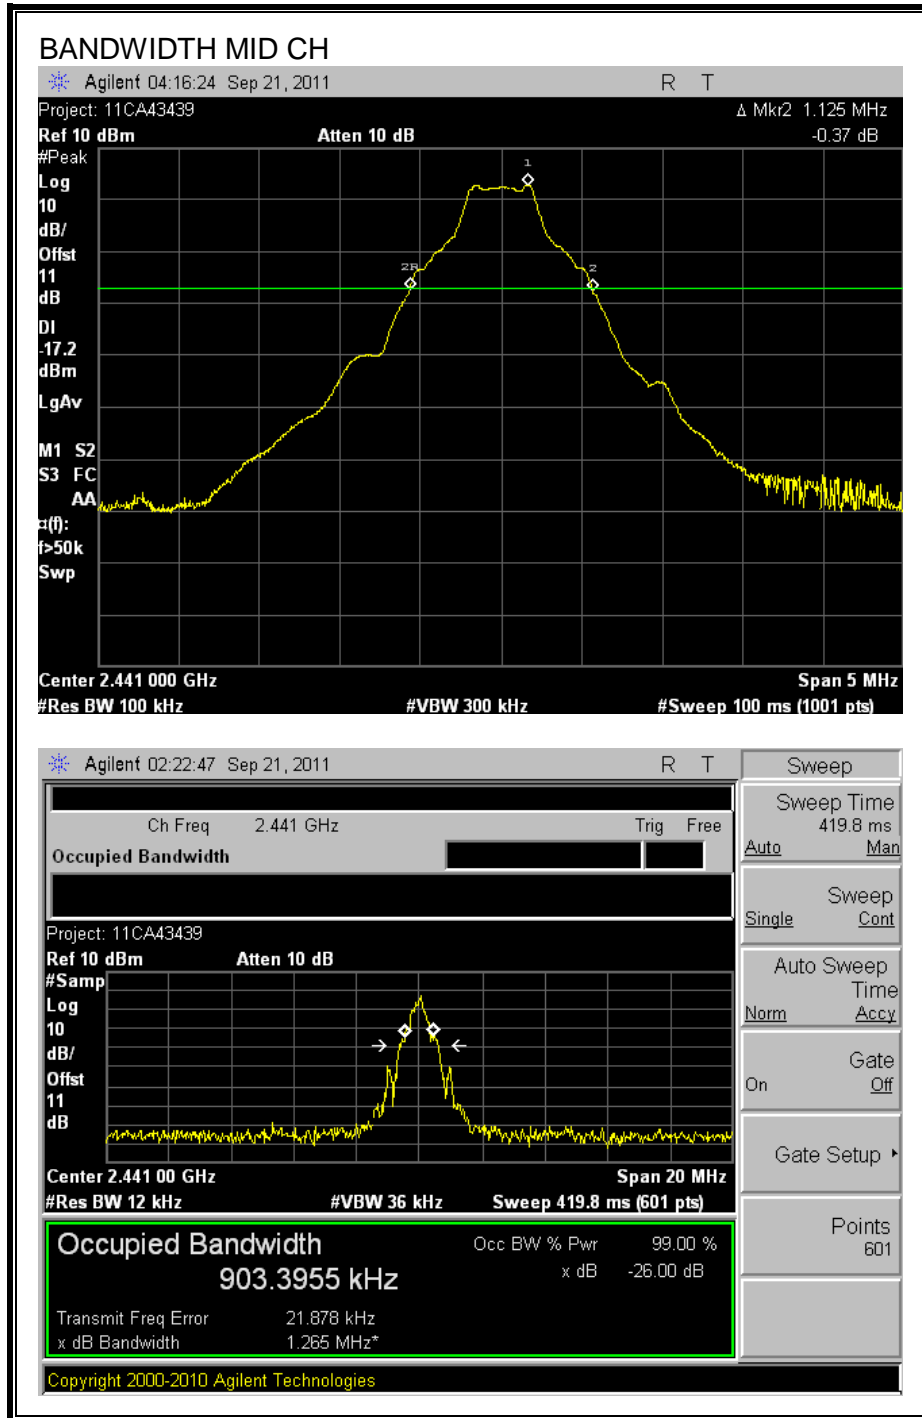 BANDWIDTH MID CH
Agilent 04:16:24 Sep 21, 2011 R T
Project: 11CA43439 Δ Mkr2 1.125 MHz
Ref 10 dBm Atten 10 dB -0.37 dB
#Peak
Log
10
dB/
Offst
11
dB
DI
-17.2
dBm
LgAv
M1 S2
S3 FC
AA
¤(f):
f>50k
Swp
1
2R
2
Center 2.441 000 GHz Span 5 MHz
#Res BW 100 kHz #VBW 300 kHz #Sweep 100 ms (1001 pts)
Agilent 02:22:47 Sep 21, 2011 R T
Ch Freq 2.441 GHz Trig Free
Occupied Bandwidth
Project: 11CA43439
Ref 10 dBm Atten 10 dB
#Samp
Log
10
dB/
Offst
11
dB
Center 2.441 00 GHz Span 20 MHz
#Res BW 12 kHz #VBW 36 kHz Sweep 419.8 ms (601 pts)
Occupied Bandwidth Occ BW % Pwr 99.00 %
903.3955 kHz x dB -26.00 dB
Transmit Freq Error 21.878 kHz
x dB Bandwidth 1.265 MHz*
Copyright 2000-2010 Agilent Technologies
Sweep
Sweep Time
419.8 ms
Auto Man
Sweep
Single Cont
Auto Sweep
Time
Norm Accy
Gate
On Off
Gate Setup
Points
601